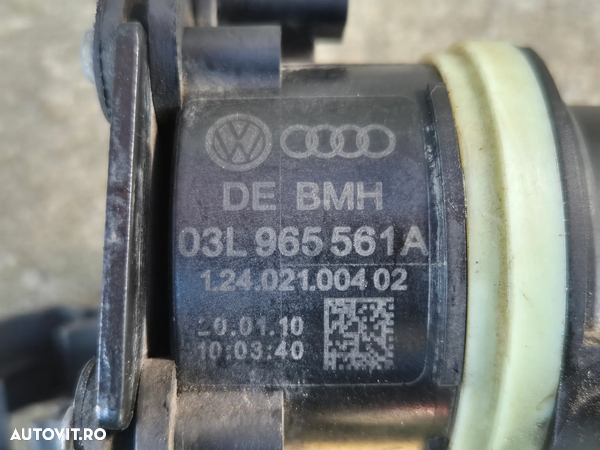 DE BMH
03L 965 561A
1.24.021.004 02
20.01.10
10:03:40
AUTOVIT.RO